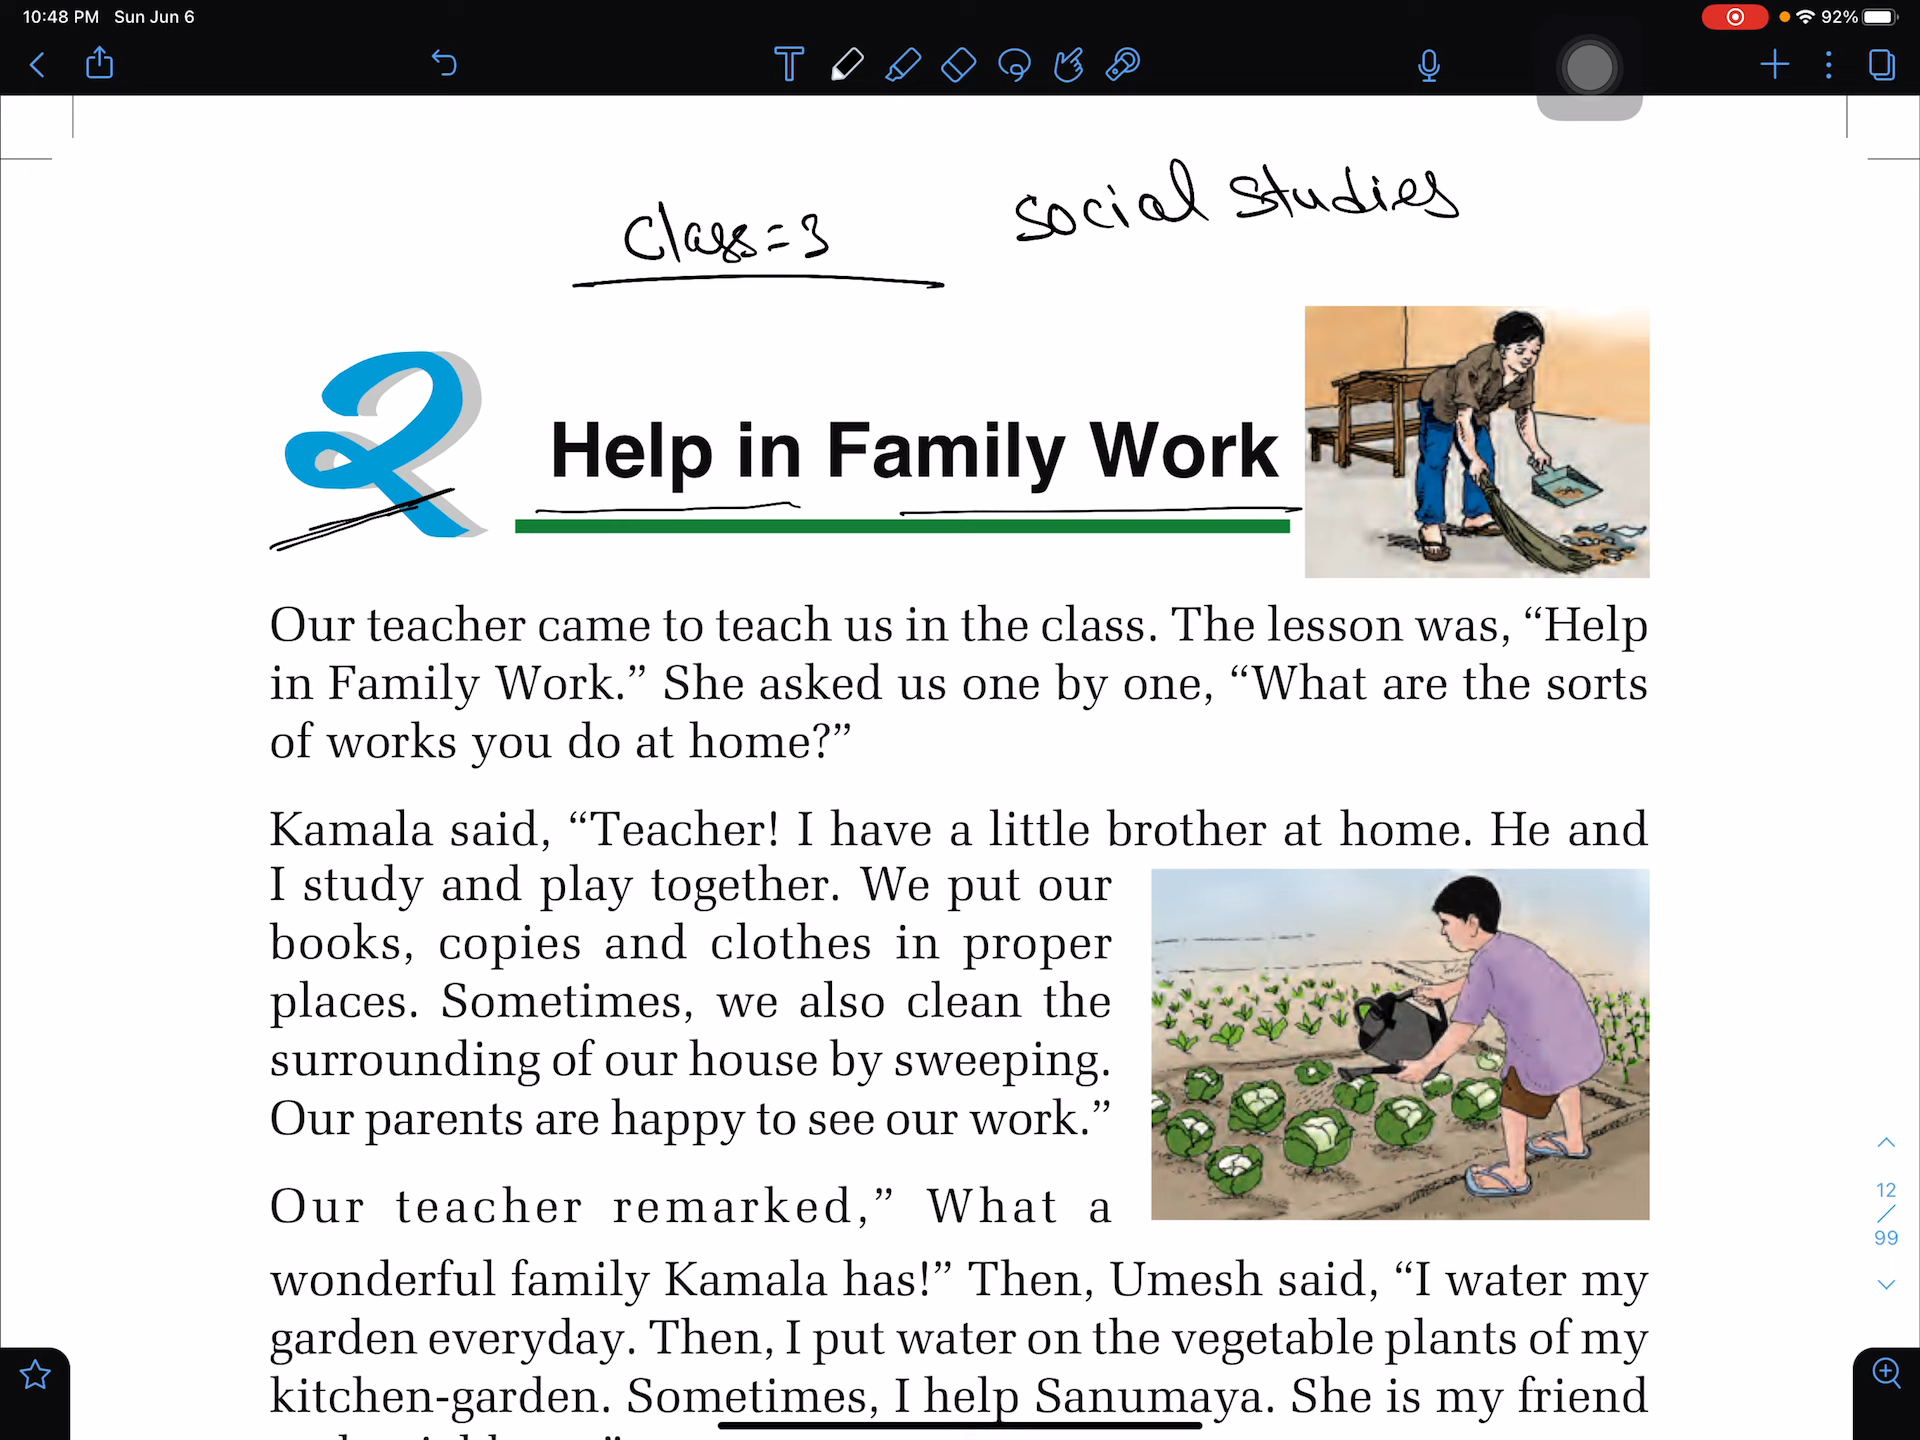 10:48 PM Sun Jun 6
92%
Class=3
Social Studies
2
Help in Family Work
Our teacher came to teach us in the class. The lesson was, “Help
in Family Work.” She asked us one by one, “What are the sorts
of works you do at home?”
Kamala said, “Teacher! I have a little brother at home. He and
I study and play together. We put our
books, copies and clothes in proper
places. Sometimes, we also clean the
surrounding of our house by sweeping.
Our parents are happy to see our work.”
Our teacher remarked,” What a
wonderful family Kamala has!” Then, Umesh said, “I water my
garden everyday. Then, I put water on the vegetable plants of my
kitchen-garden. Sometimes, I help Sanumaya. She is my friend
12
/
99